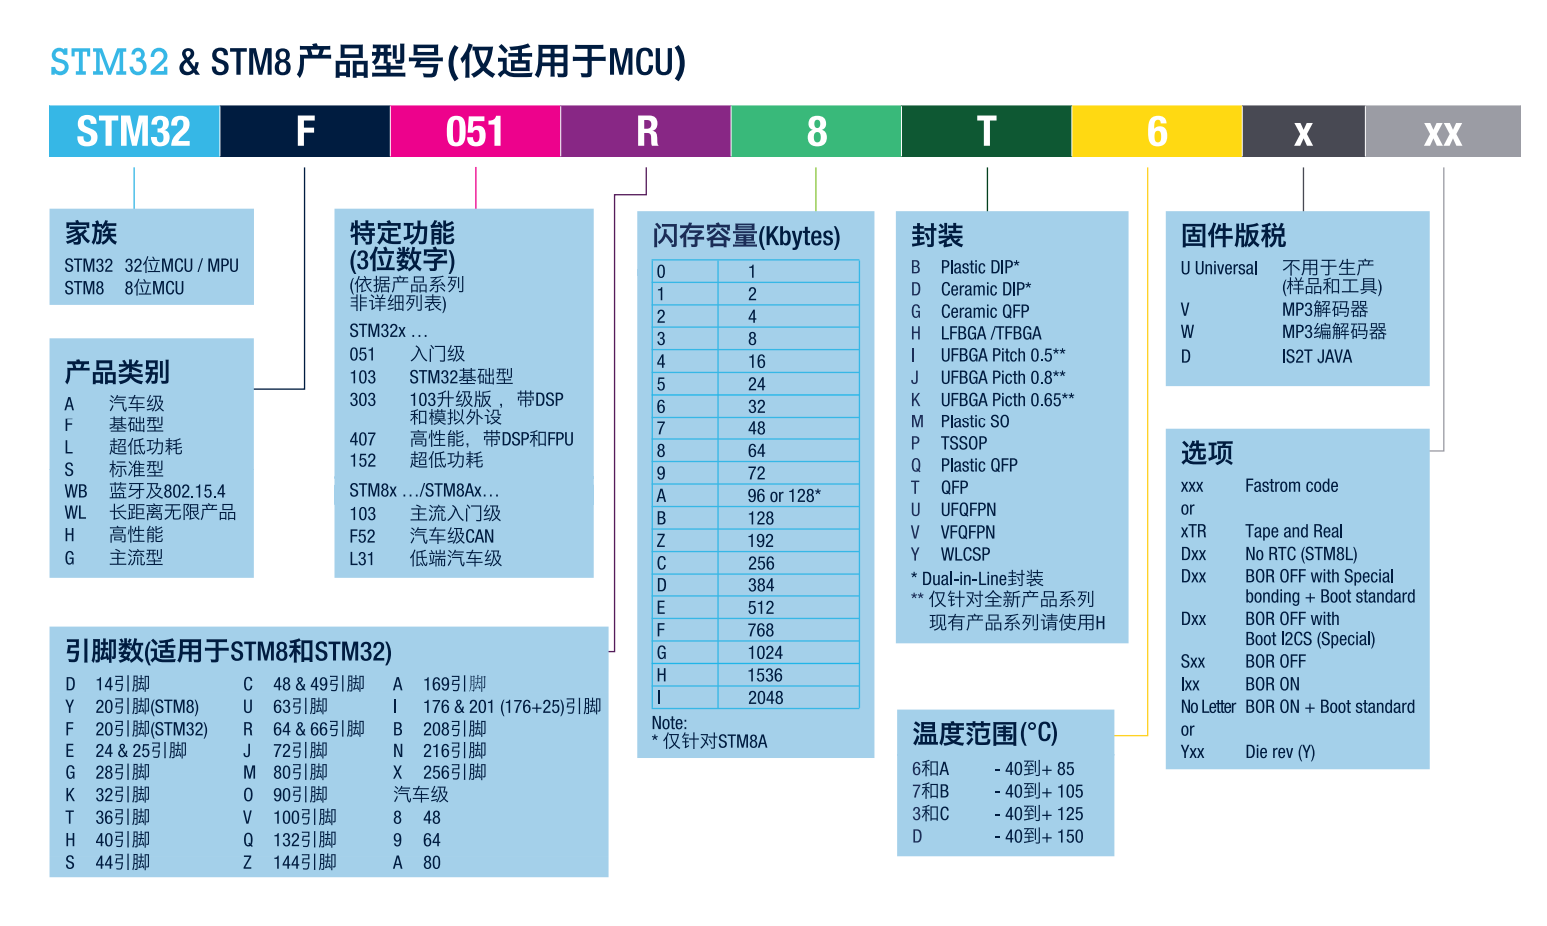 STM32 & STM8产品型号(仅适用于MCU)
STM32 F 051 R 8 T 6 x xx
家族
STM32 32位MCU / MPU
STM8 8位MCU
产品类别
A 汽车级
F 基础型
L 超低功耗
S 标准型
WB 蓝牙及802.15.4
WL 长距离无限产品
H 高性能
G 主流型
特定功能
(3位数字)
(依据产品系列
非详细列表)
STM32x ...
051 入门级
103 STM32基础型
303 103升级版，带DSP
和模拟外设
407 高性能，带DSP和FPU
152 超低功耗
STM8x .../STM8Ax...
103 主流入门级
F52 汽车级CAN
L31 低端汽车级
引脚数(适用于STM8和STM32)
D 14引脚
Y 20引脚(STM8)
F 20引脚(STM32)
E 24 & 25引脚
G 28引脚
K 32引脚
T 36引脚
H 40引脚
S 44引脚
C 48 & 49引脚
U 63引脚
R 64 & 66引脚
J 72引脚
M 80引脚
O 90引脚
V 100引脚
Q 132引脚
Z 144引脚
A 169引脚
I 176 & 201 (176+25)引脚
B 208引脚
N 216引脚
X 256引脚
汽车级
8 48
9 64
A 80
闪存容量(Kbytes)
0 1
1 2
2 4
3 8
4 16
5 24
6 32
7 48
8 64
9 72
A 96 or 128*
B 128
Z 192
C 256
D 384
E 512
F 768
G 1024
H 1536
I 2048
Note:
* 仅针对STM8A
封装
B Plastic DIP*
D Ceramic DIP*
G Ceramic QFP
H LFBGA /TFBGA
I UFBGA Pitch 0.5**
J UFBGA Picth 0.8**
K UFBGA Picth 0.65**
M Plastic SO
P TSSOP
Q Plastic QFP
T QFP
U UFQFPN
V VFQFPN
Y WLCSP
* Dual-in-Line封装
** 仅针对全新产品系列
现有产品系列请使用H
温度范围(°C)
6和A - 40到+ 85
7和B - 40到+ 105
3和C - 40到+ 125
D - 40到+ 150
固件版税
U Universal 不用于生产
(样品和工具)
V MP3解码器
W MP3编解码器
D IS2T JAVA
选项
xxx Fastrom code
or
xTR Tape and Real
Dxx No RTC (STM8L)
Dxx BOR OFF with Special
bonding + Boot standard
Dxx BOR OFF with
Boot I2CS (Special)
Sxx BOR OFF
Ixx BOR ON
No Letter BOR ON + Boot standard
or
Yxx Die rev (Y)